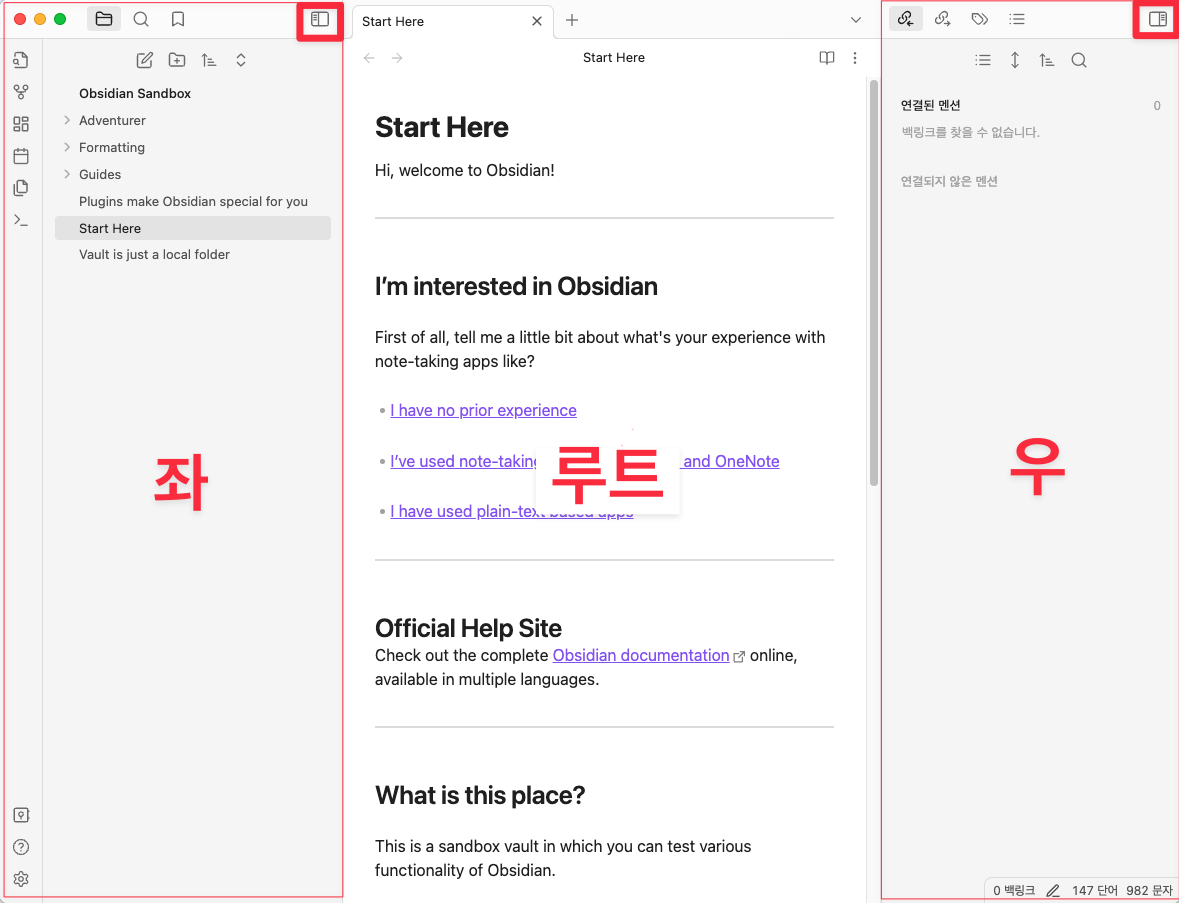 Start Here
Start Here
Obsidian Sandbox
Adventurer
Formatting
Guides
Plugins make Obsidian special for you
Start Here
Vault is just a local folder
좌
Start Here
Hi, welcome to Obsidian!
I’m interested in Obsidian
First of all, tell me a little bit about what's your experience with
note-taking apps like?
I have no prior experience
I’ve used note-taking and OneNote
루트
I have used plain-text based apps
Official Help Site
Check out the complete Obsidian documentation online,
available in multiple languages.
What is this place?
This is a sandbox vault in which you can test various
functionality of Obsidian.
연결된 멘션 0
백링크를 찾을 수 없습니다.
연결되지 않은 멘션
우
0 백링크 147 단어 982 문자